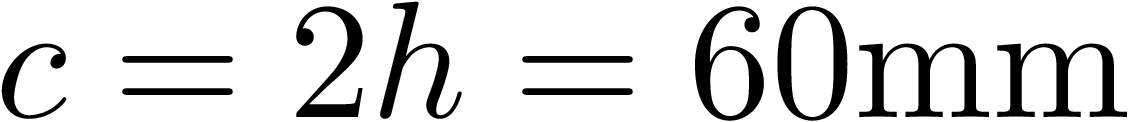 c = 2h = 60mm